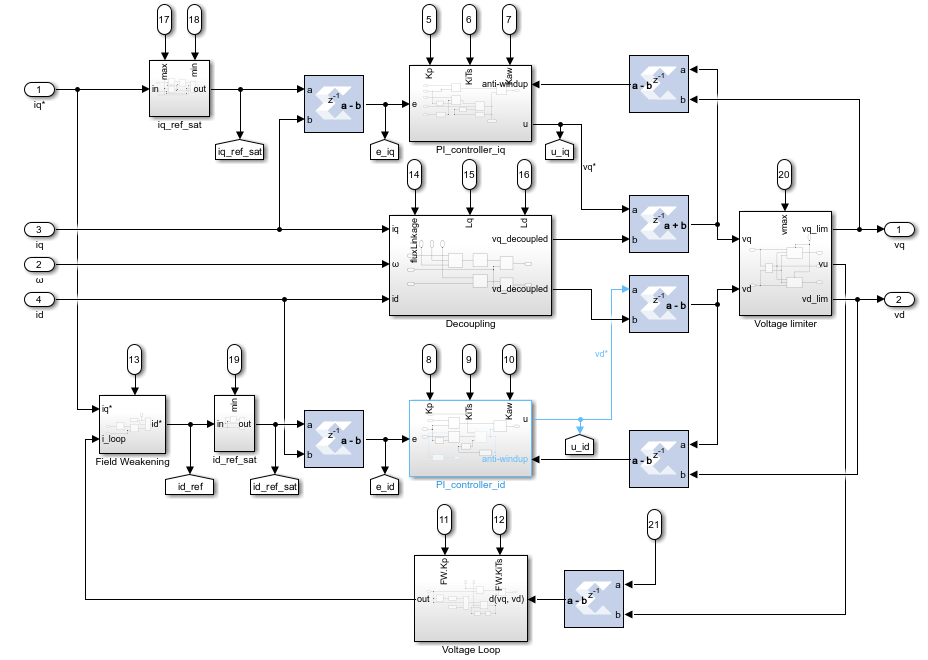 17
18
5
6
7
max
min
in
out
iq_ref_sat
1
iq*
z⁻¹
a - b
a
b
Kp
KiTs
Kaw
anti-windup
e
u
PI_controller_iq
a - b
z⁻¹
a
b
iq_ref_sat
e_iq
u_iq
vq*
14
15
16
20
3
iq
2
ω
4
id
fluxLinkage
Lq
Ld
iq
ω
id
vq_decoupled
vd_decoupled
Decoupling
a
b
z⁻¹
a + b
a
b
z⁻¹
a - b
vmax
vq
vd
vq_lim
vu
vd_lim
Voltage limiter
1
vq
2
vd
vd*
13
19
8
9
10
iq*
i_loop
id*
Field Weakening
min
in
out
id_ref_sat
a
b
z⁻¹
a - b
Kp
KiTs
Kaw
e
u
anti-windup
PI_controller_id
u_id
a - b
z⁻¹
a
b
id_ref
id_ref_sat
e_id
11
12
21
FW.Kp
FW.KiTs
out
d(vq, vd)
Voltage Loop
a - b
z⁻¹
a
b